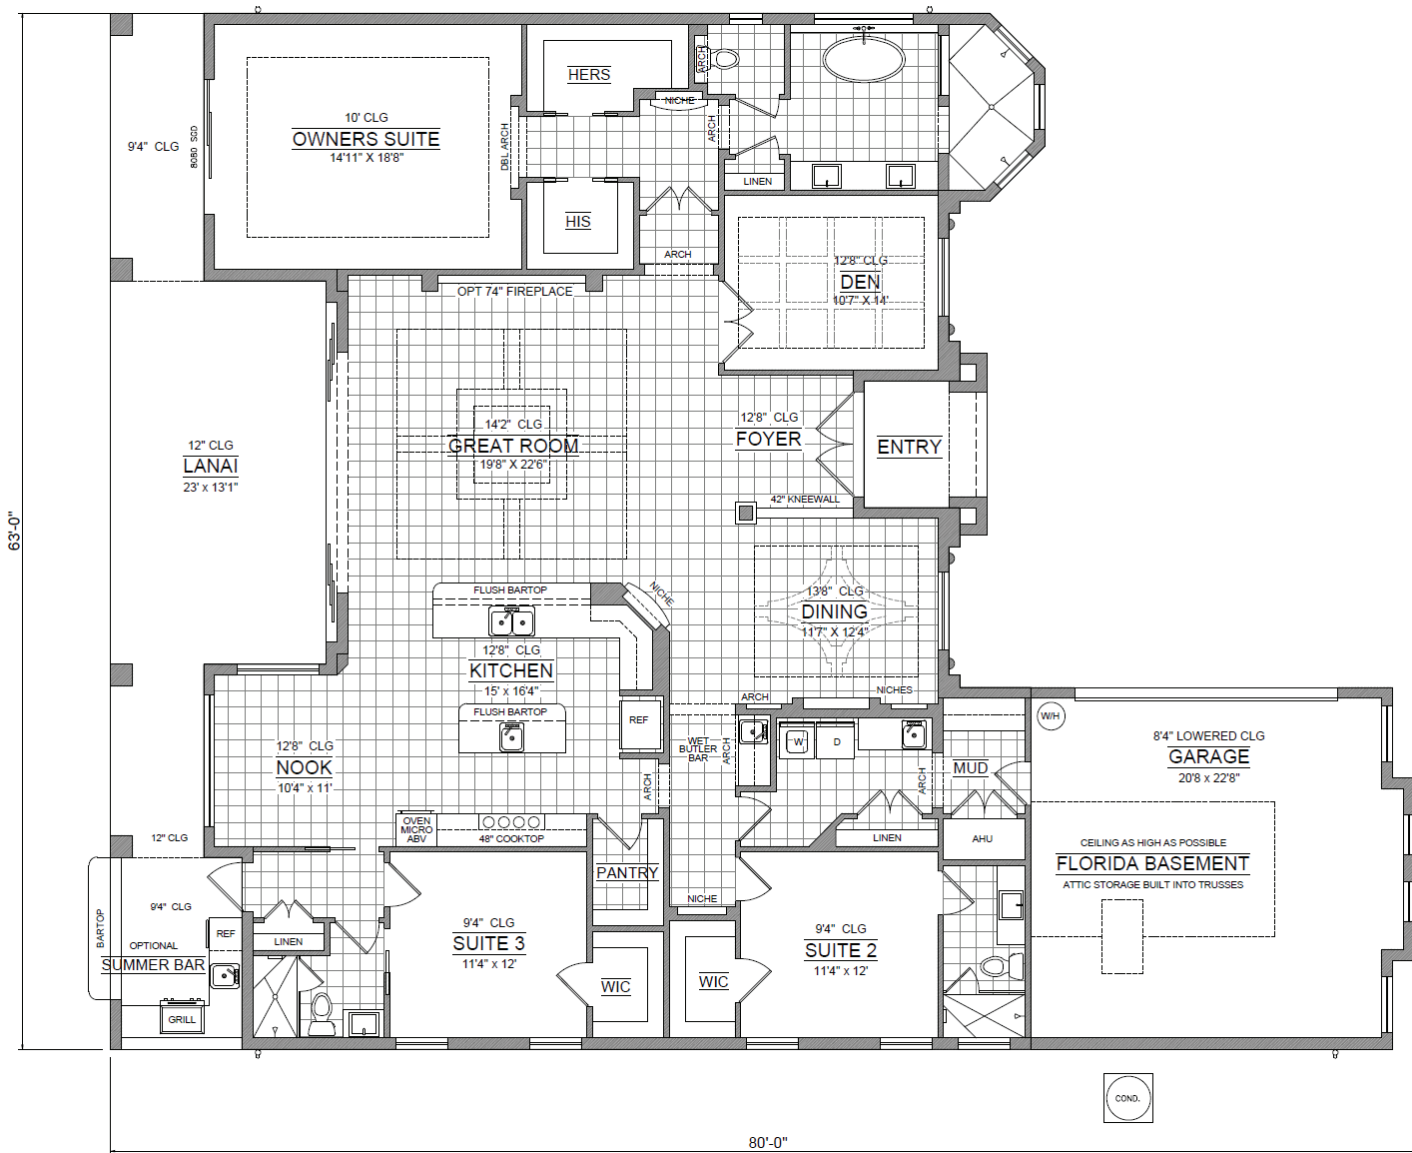 HERS
ARCH
NICHE
10' CLG
OWNERS SUITE
14'11" X 18'8"
9'4" CLG
8080 SGD
DBL ARCH
ARCH
LINEN
HIS
ARCH
12'8" CLG
DEN
10'7" X 14'
OPT 74" FIREPLACE
12" CLG
LANAI
23' x 13'1"
14'2" CLG
GREAT ROOM
19'8" X 22'6"
12'8" CLG
FOYER
ENTRY
42" KNEEWALL
63'-0"
FLUSH BARTOP
NICHE
13'8" CLG
DINING
11'7" X 12'4"
12'8" CLG
KITCHEN
15' x 16'4"
ARCH
NICHES
FLUSH BARTOP
REF
WET
BUTLER
BAR
ARCH
W
D
W/H
8'4" LOWERED CLG
GARAGE
20'8 x 22'8"
12'8" CLG
NOOK
10'4" x 11'
ARCH
ARCH
MUD
OVEN
MICRO
ABV
48" COOKTOP
LINEN
AHU
12" CLG
CEILING AS HIGH AS POSSIBLE
FLORIDA BASEMENT
ATTIC STORAGE BUILT INTO TRUSSES
PANTRY
NICHE
9'4" CLG
BARTOP
REF
LINEN
OPTIONAL
SUMMER BAR
GRILL
9'4" CLG
SUITE 3
11'4" x 12'
WIC
WIC
9'4" CLG
SUITE 2
11'4" x 12'
COND.
80'-0"